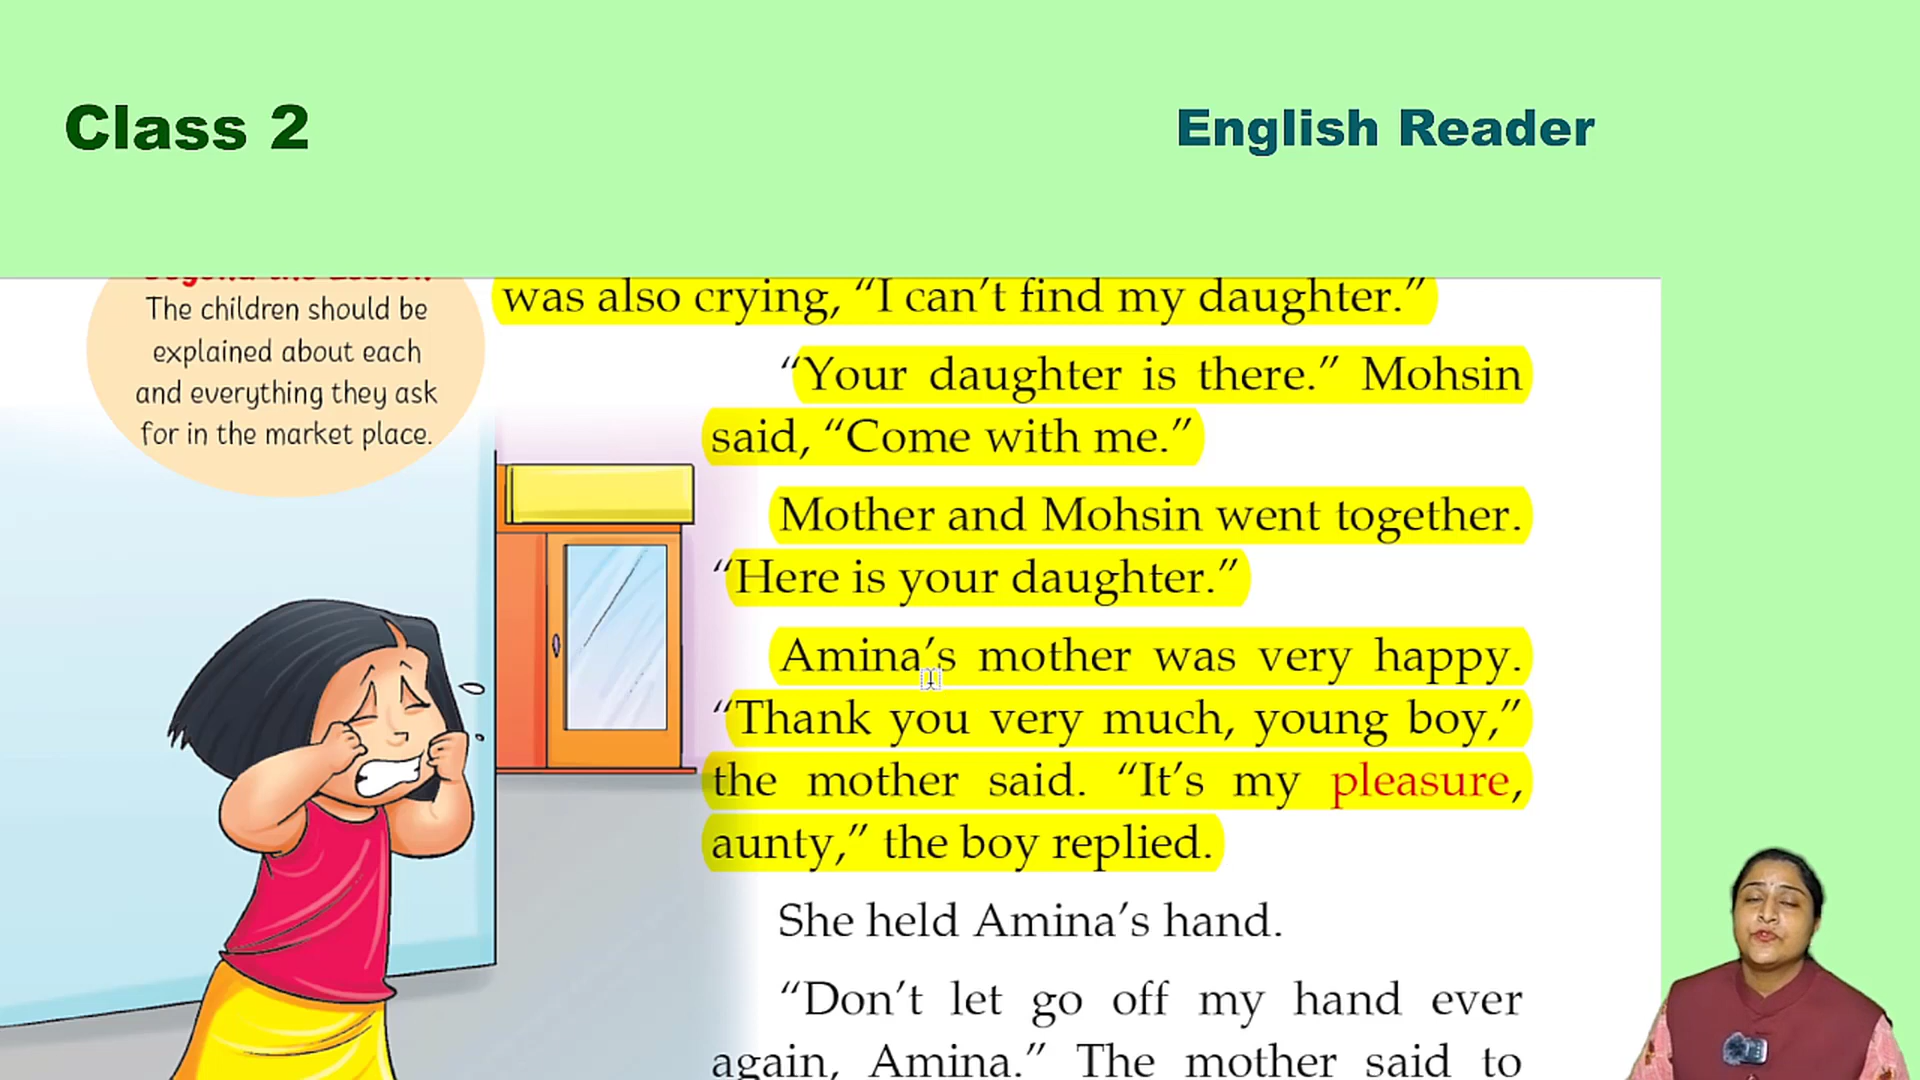 Class 2
English Reader
Beyond the Lesson
The children should be
explained about each
and everything they ask
for in the market place.
was also crying, “I can’t find my daughter.”
“Your daughter is there.” Mohsin
said, “Come with me.”
Mother and Mohsin went together.
“Here is your daughter.”
Amina’s mother was very happy.
“Thank you very much, young boy,”
the mother said. “It’s my pleasure,
aunty,” the boy replied.
She held Amina’s hand.
“Don’t let go off my hand ever
again, Amina.” The mother said to